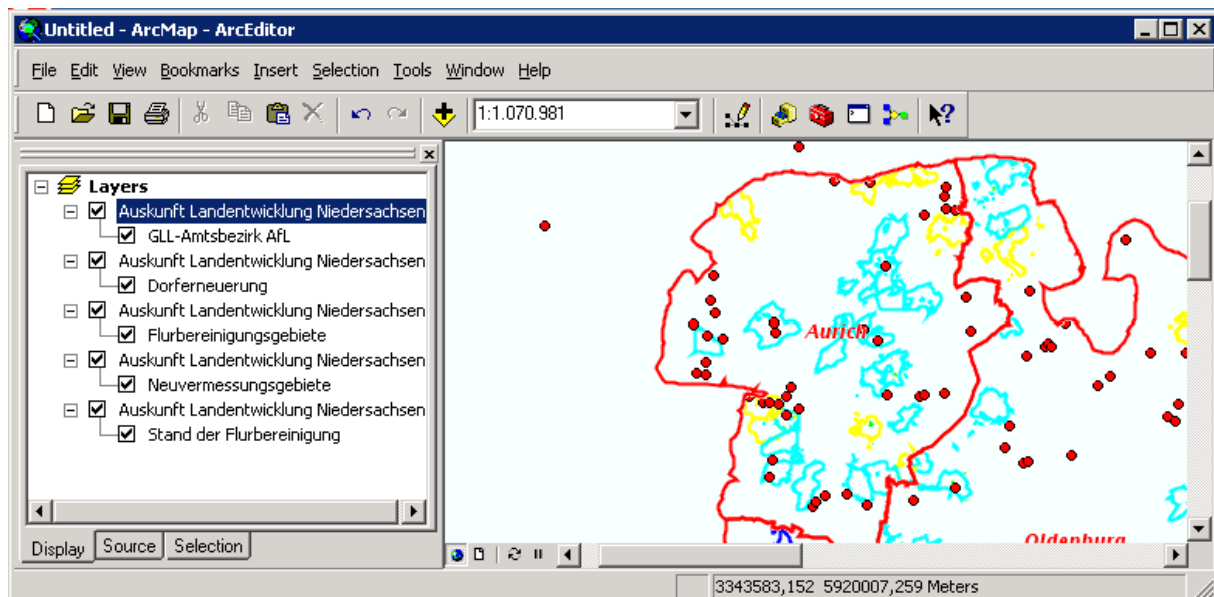 Untitled - ArcMap - ArcEditor
File Edit View Bookmarks Insert Selection Tools Window Help
1:1.070.981
Layers
Auskunft Landentwicklung Niedersachsen
GLL-Amtsbezirk AfL
Auskunft Landentwicklung Niedersachsen
Dorferneuerung
Auskunft Landentwicklung Niedersachsen
Flurbereinigungsgebiete
Auskunft Landentwicklung Niedersachsen
Neuvermessungsgebiete
Auskunft Landentwicklung Niedersachsen
Stand der Flurbereinigung
Display Source Selection
Aurich
Oldenburg
3343583,152 5920007,259 Meters